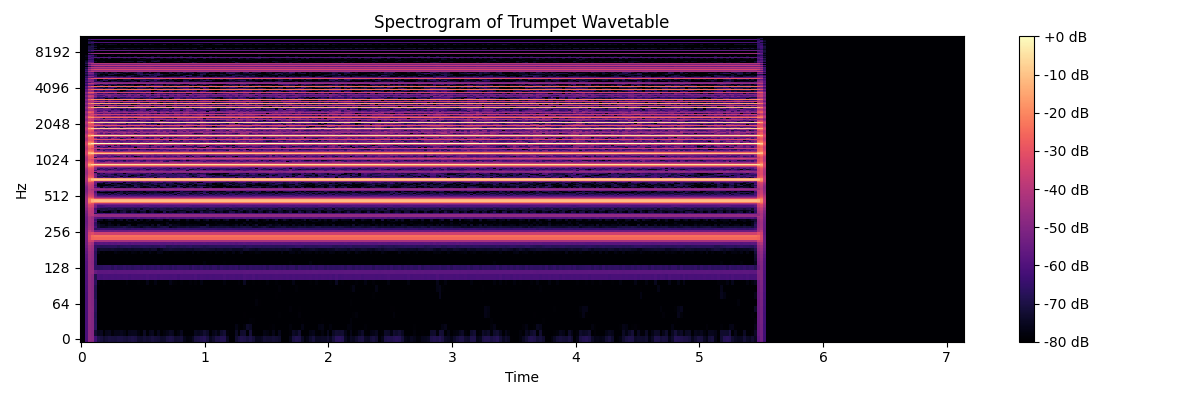 Spectrogram of Trumpet Wavetable
Hz
8192
4096
2048
1024
512
256
128
64
0
0 1 2 3 4 5 6 7
Time
+0 dB
-10 dB
-20 dB
-30 dB
-40 dB
-50 dB
-60 dB
-70 dB
-80 dB